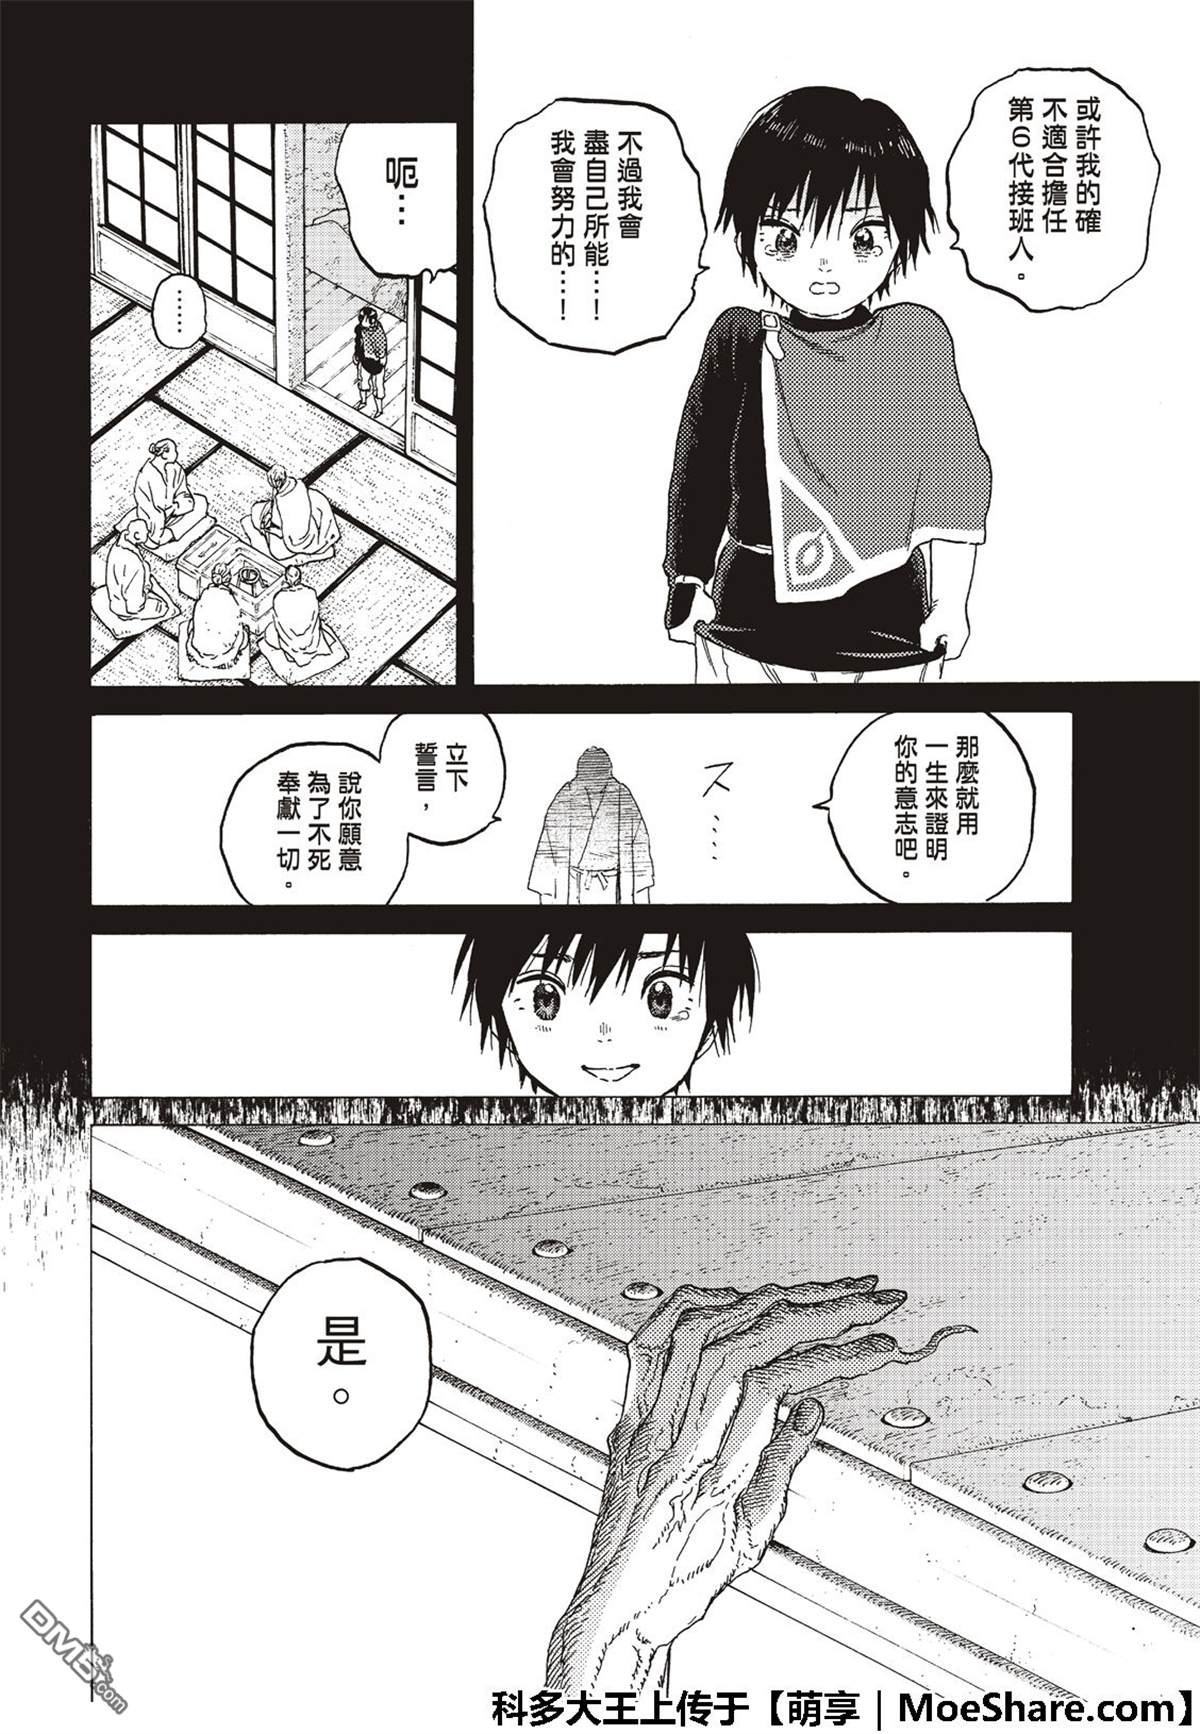 或許我的確
不適合擔任
第6代接班人。
不過我會
盡自己所能…!
我會努力的…!
呃…
……
那麼就用
一生來證明
你的意志吧。
ス…
立下
誓言，
說你願意
為了不死
奉獻一切。
是。
DM5
科多大王上传于【萌享｜MoeShare.com】